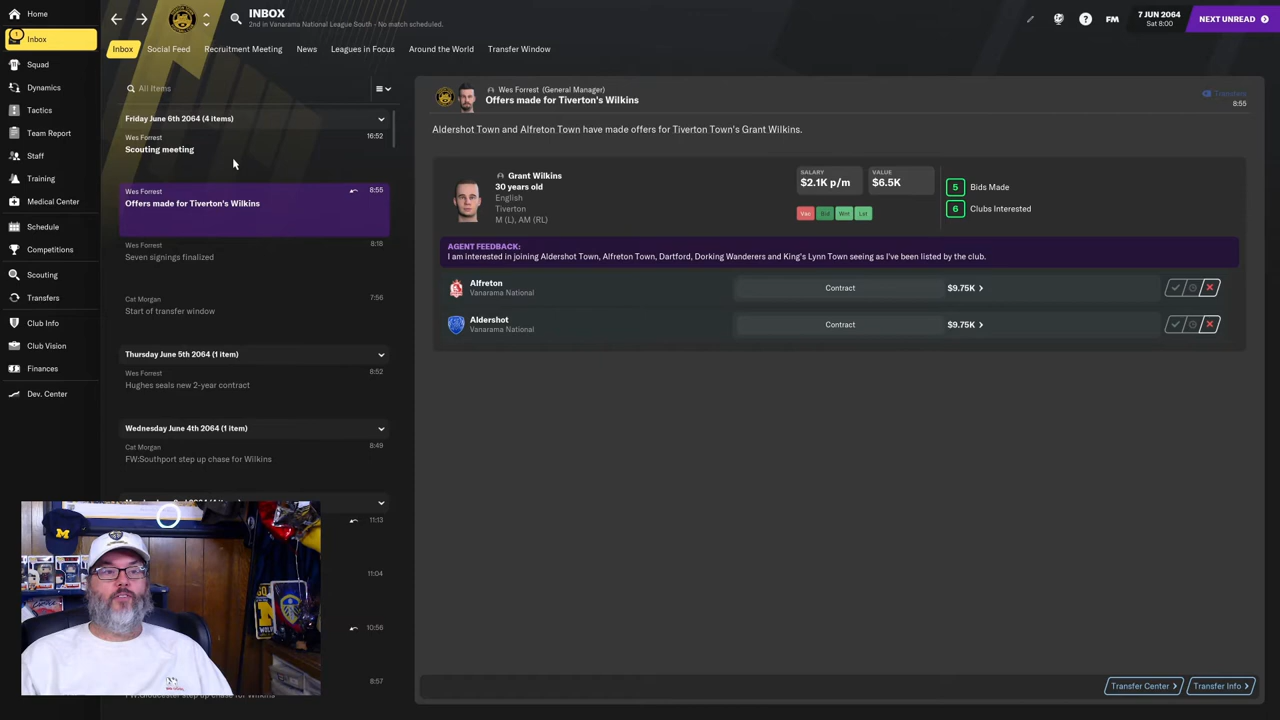 Home
INBOX
2nd in Vanarama National League South - No match scheduled.
FM
7 JUN 2064
Sat 8:00
NEXT UNREAD
1
Inbox
Squad
Dynamics
Tactics
Team Report
Staff
Training
Medical Center
Schedule
Competitions
Scouting
Transfers
Club Info
Club Vision
Finances
Dev. Center
Inbox
Social Feed
Recruitment Meeting
News
Leagues in Focus
Around the World
Transfer Window
All Items
Friday June 6th 2064 (4 items)
Wes Forrest
16:52
Scouting meeting
Wes Forrest
8:55
Offers made for Tiverton's Wilkins
Wes Forrest
8:18
Seven signings finalized
Cat Morgan
7:56
Start of transfer window
Thursday June 5th 2064 (1 item)
Wes Forrest
8:52
Hughes seals new 2-year contract
Wednesday June 4th 2064 (1 item)
Cat Morgan
8:49
FW:Southport step up chase for Wilkins
11:13
11:04
10:56
8:57
Wes Forrest (General Manager)
Offers made for Tiverton's Wilkins
Transfers
8:55
Aldershot Town and Alfreton Town have made offers for Tiverton Town's Grant Wilkins.
Grant Wilkins
30 years old
English
Tiverton
M (L), AM (RL)
SALARY
$2.1K p/m
VALUE
$6.5K
Wnt
Lst
5 Bids Made
6 Clubs Interested
AGENT FEEDBACK:
I am interested in joining Aldershot Town, Alfreton Town, Dartford, Dorking Wanderers and King's Lynn Town seeing as I've been listed by the club.
Alfreton
Vanarama National
Contract
$9.75K
Aldershot
Vanarama National
Contract
$9.75K
M
Transfer Center
Transfer Info